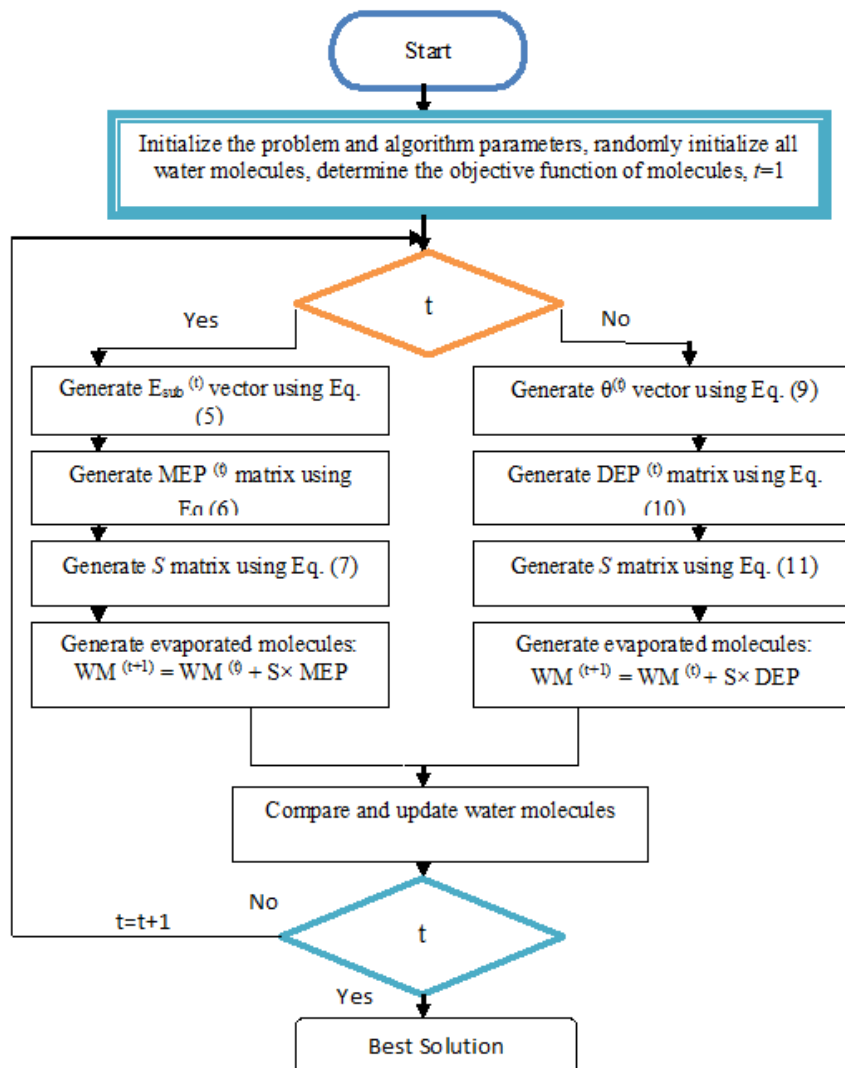 Start
Initialize the problem and algorithm parameters, randomly initialize all
water molecules, determine the objective function of molecules, t=1
t
Yes
No
Generate Esub (t) vector using Eq.
(5)
Generate MEP (t) matrix using
Eq.(6)
Generate S matrix using Eq. (7)
Generate evaporated molecules:
WM (t+1) = WM (t) + S× MEP
Generate θ(t) vector using Eq. (9)
Generate DEP (t) matrix using Eq.
(10)
Generate S matrix using Eq. (11)
Generate evaporated molecules:
WM (t+1) = WM (t) + S× DEP
Compare and update water molecules
No
t=t+1
t
Yes
Best Solution